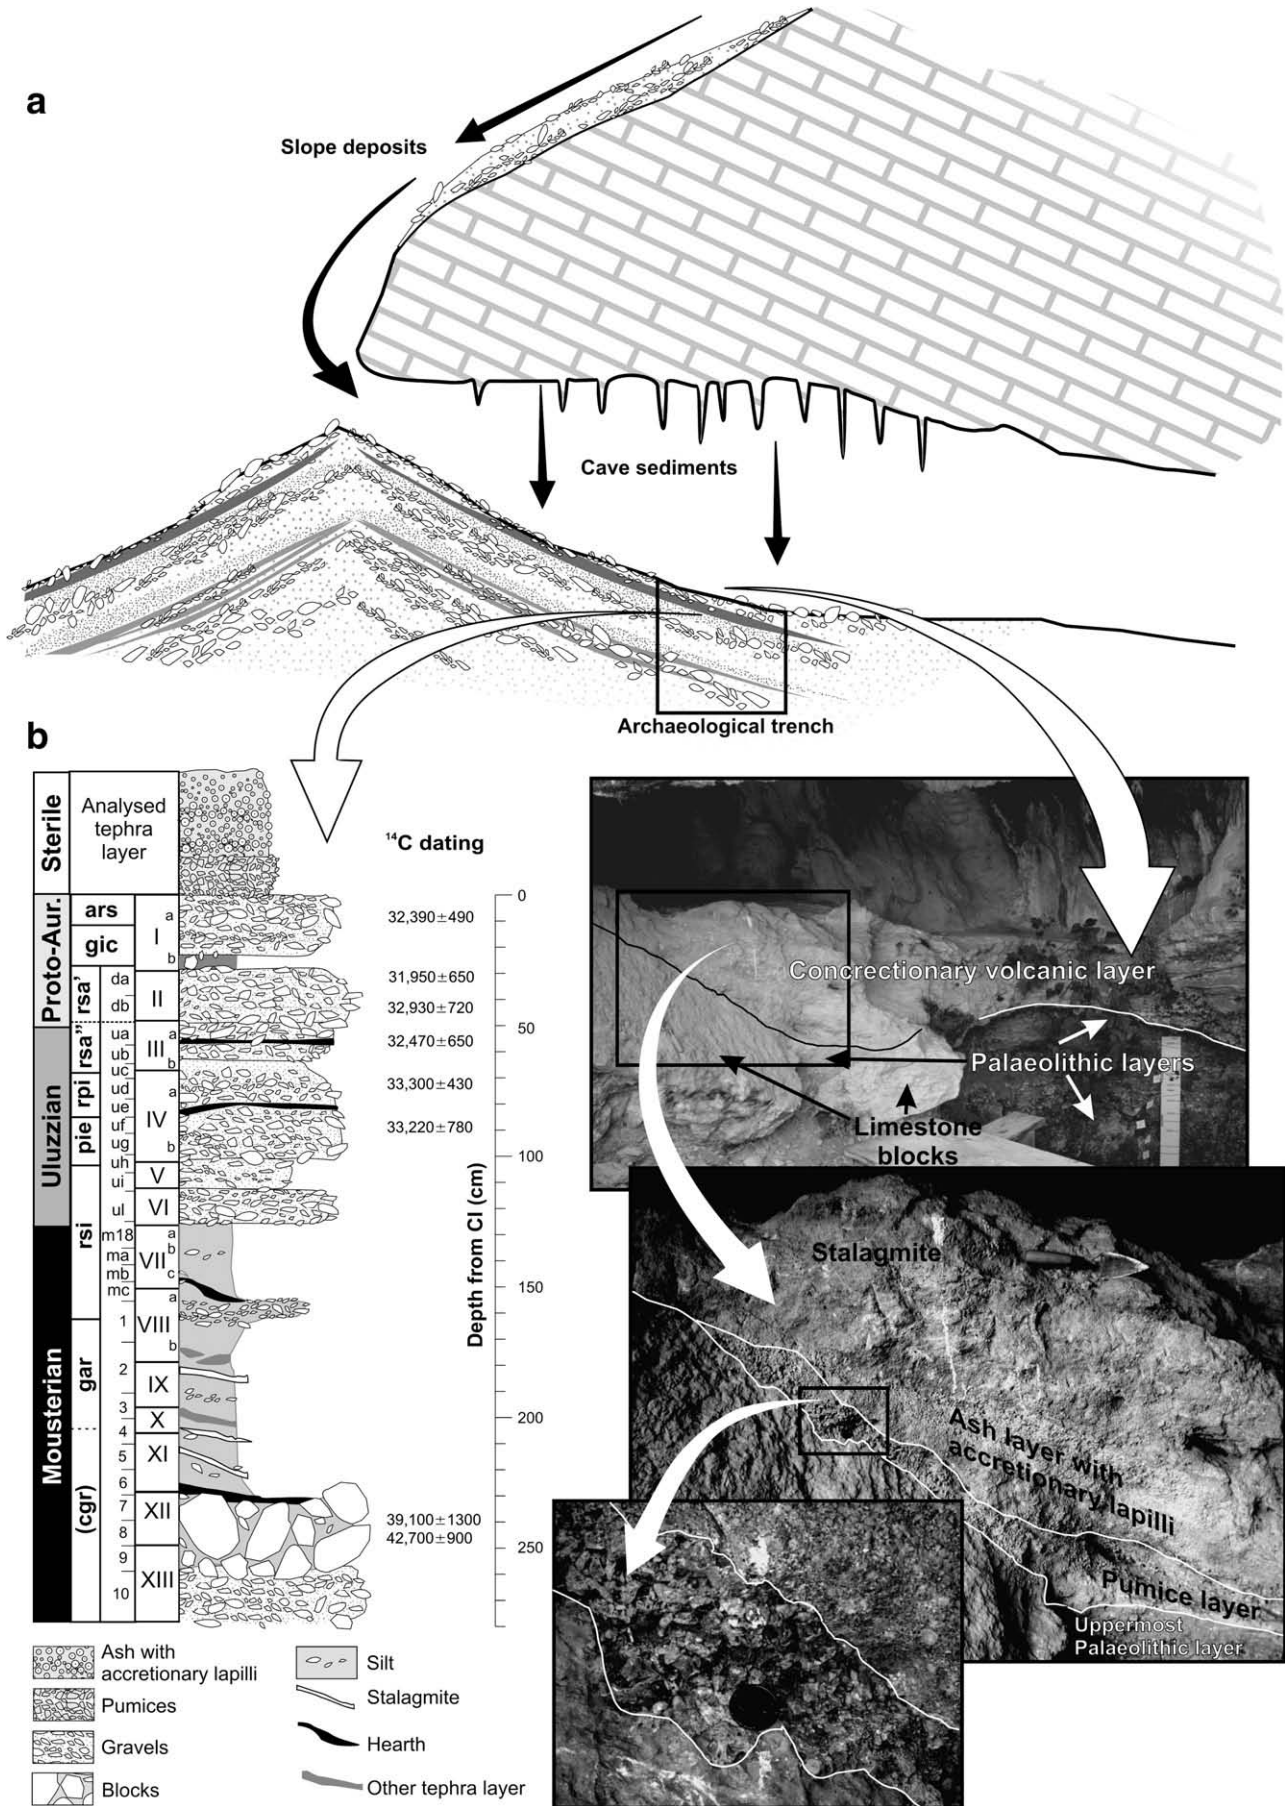 a
Slope deposits
Cave sediments
Archaeological trench
b
Sterile
Analysed
tephra
layer
14C dating
Proto-Aur.
Uluzzian
Mousterian
ars
gic
rsa'
rsa"
rpi
pie
rsi
gar
(cgr)
da
db
ua
ub
uc
ud
ue
uf
ug
uh
ui
ul
m18
ma
mb
mc
1
2
3
4
5
6
7
8
9
10
a
I
b
II
a
III
b
a
IV
b
V
VI
a
b
VII
c
a
VIII
b
IX
X
XI
XII
XIII
32,390±490
31,950±650
32,930±720
32,470±650
33,300±430
33,220±780
39,100±1300
42,700±900
0
50
100
150
200
250
Depth from CI (cm)
Concrectionary volcanic layer
Palaeolithic layers
Limestone
blocks
Stalagmite
Ash layer with
accretionary lapilli
Pumice layer
Uppermost
Palaeolithic layer
Ash with
accretionary lapilli
Pumices
Gravels
Blocks
Silt
Stalagmite
Hearth
Other tephra layer